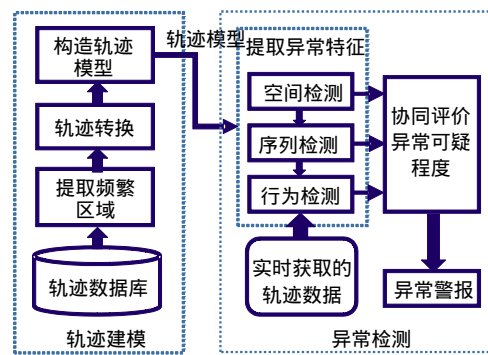 构造轨迹
模型
轨迹转换
提取频繁
区域
轨迹数据库
轨迹建模
轨迹模型
提取异常特征
空间检测
序列检测
行为检测
实时获取的
轨迹数据
协同评价
异常可疑
程度
异常警报
异常检测